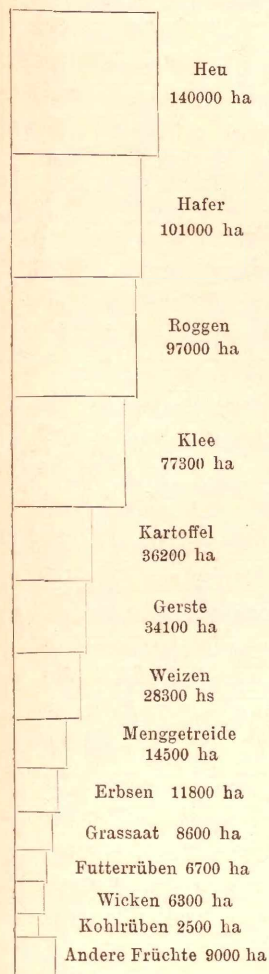 Heu
140000 ha
Hafer
101000 ha
Roggen
97000 ha
Klee
77300 ha
Kartoffel
36200 ha
Gerste
34100 ha
Weizen
28300 hs
Menggetreide
14500 ha
Erbsen 11800 ha
Grassaat 8600 ha
Futterrüben 6700 ha
Wicken 6300 ha
Kohlrüben 2500 ha
Andere Früchte 9000 ha